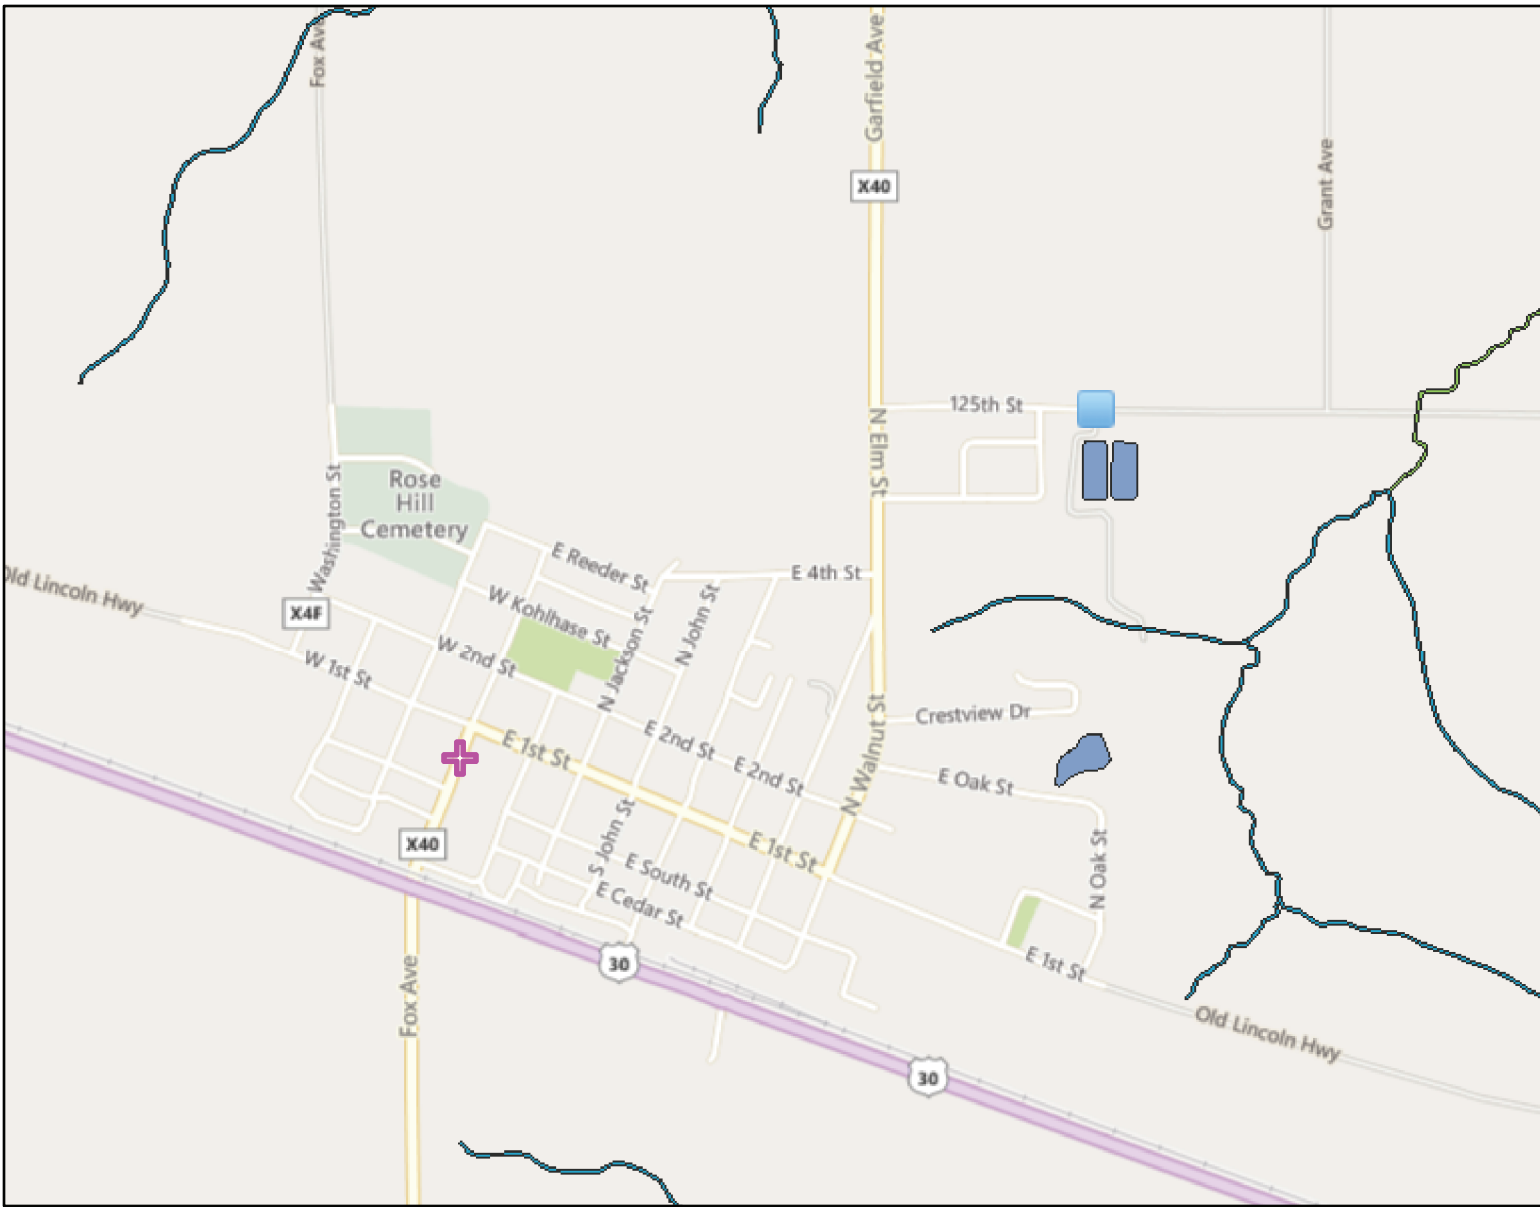 Fox Ave
Garfield Ave
X40
Grant Ave
125th St
N Elm St
Rose
Hill
Cemetery
Washington St
E Reeder St
E 4th St
Old Lincoln Hwy
X4F
W Kohlhase St
N John St
N Jackson St
W 2nd St
W 1st St
Crestview Dr
E 1st St
E 2nd St
E 2nd St
N Walnut St
E Oak St
X40
S John St
E 1st St
E South St
N Oak St
E Cedar St
30
E 1st St
Fox Ave
Old Lincoln Hwy
30